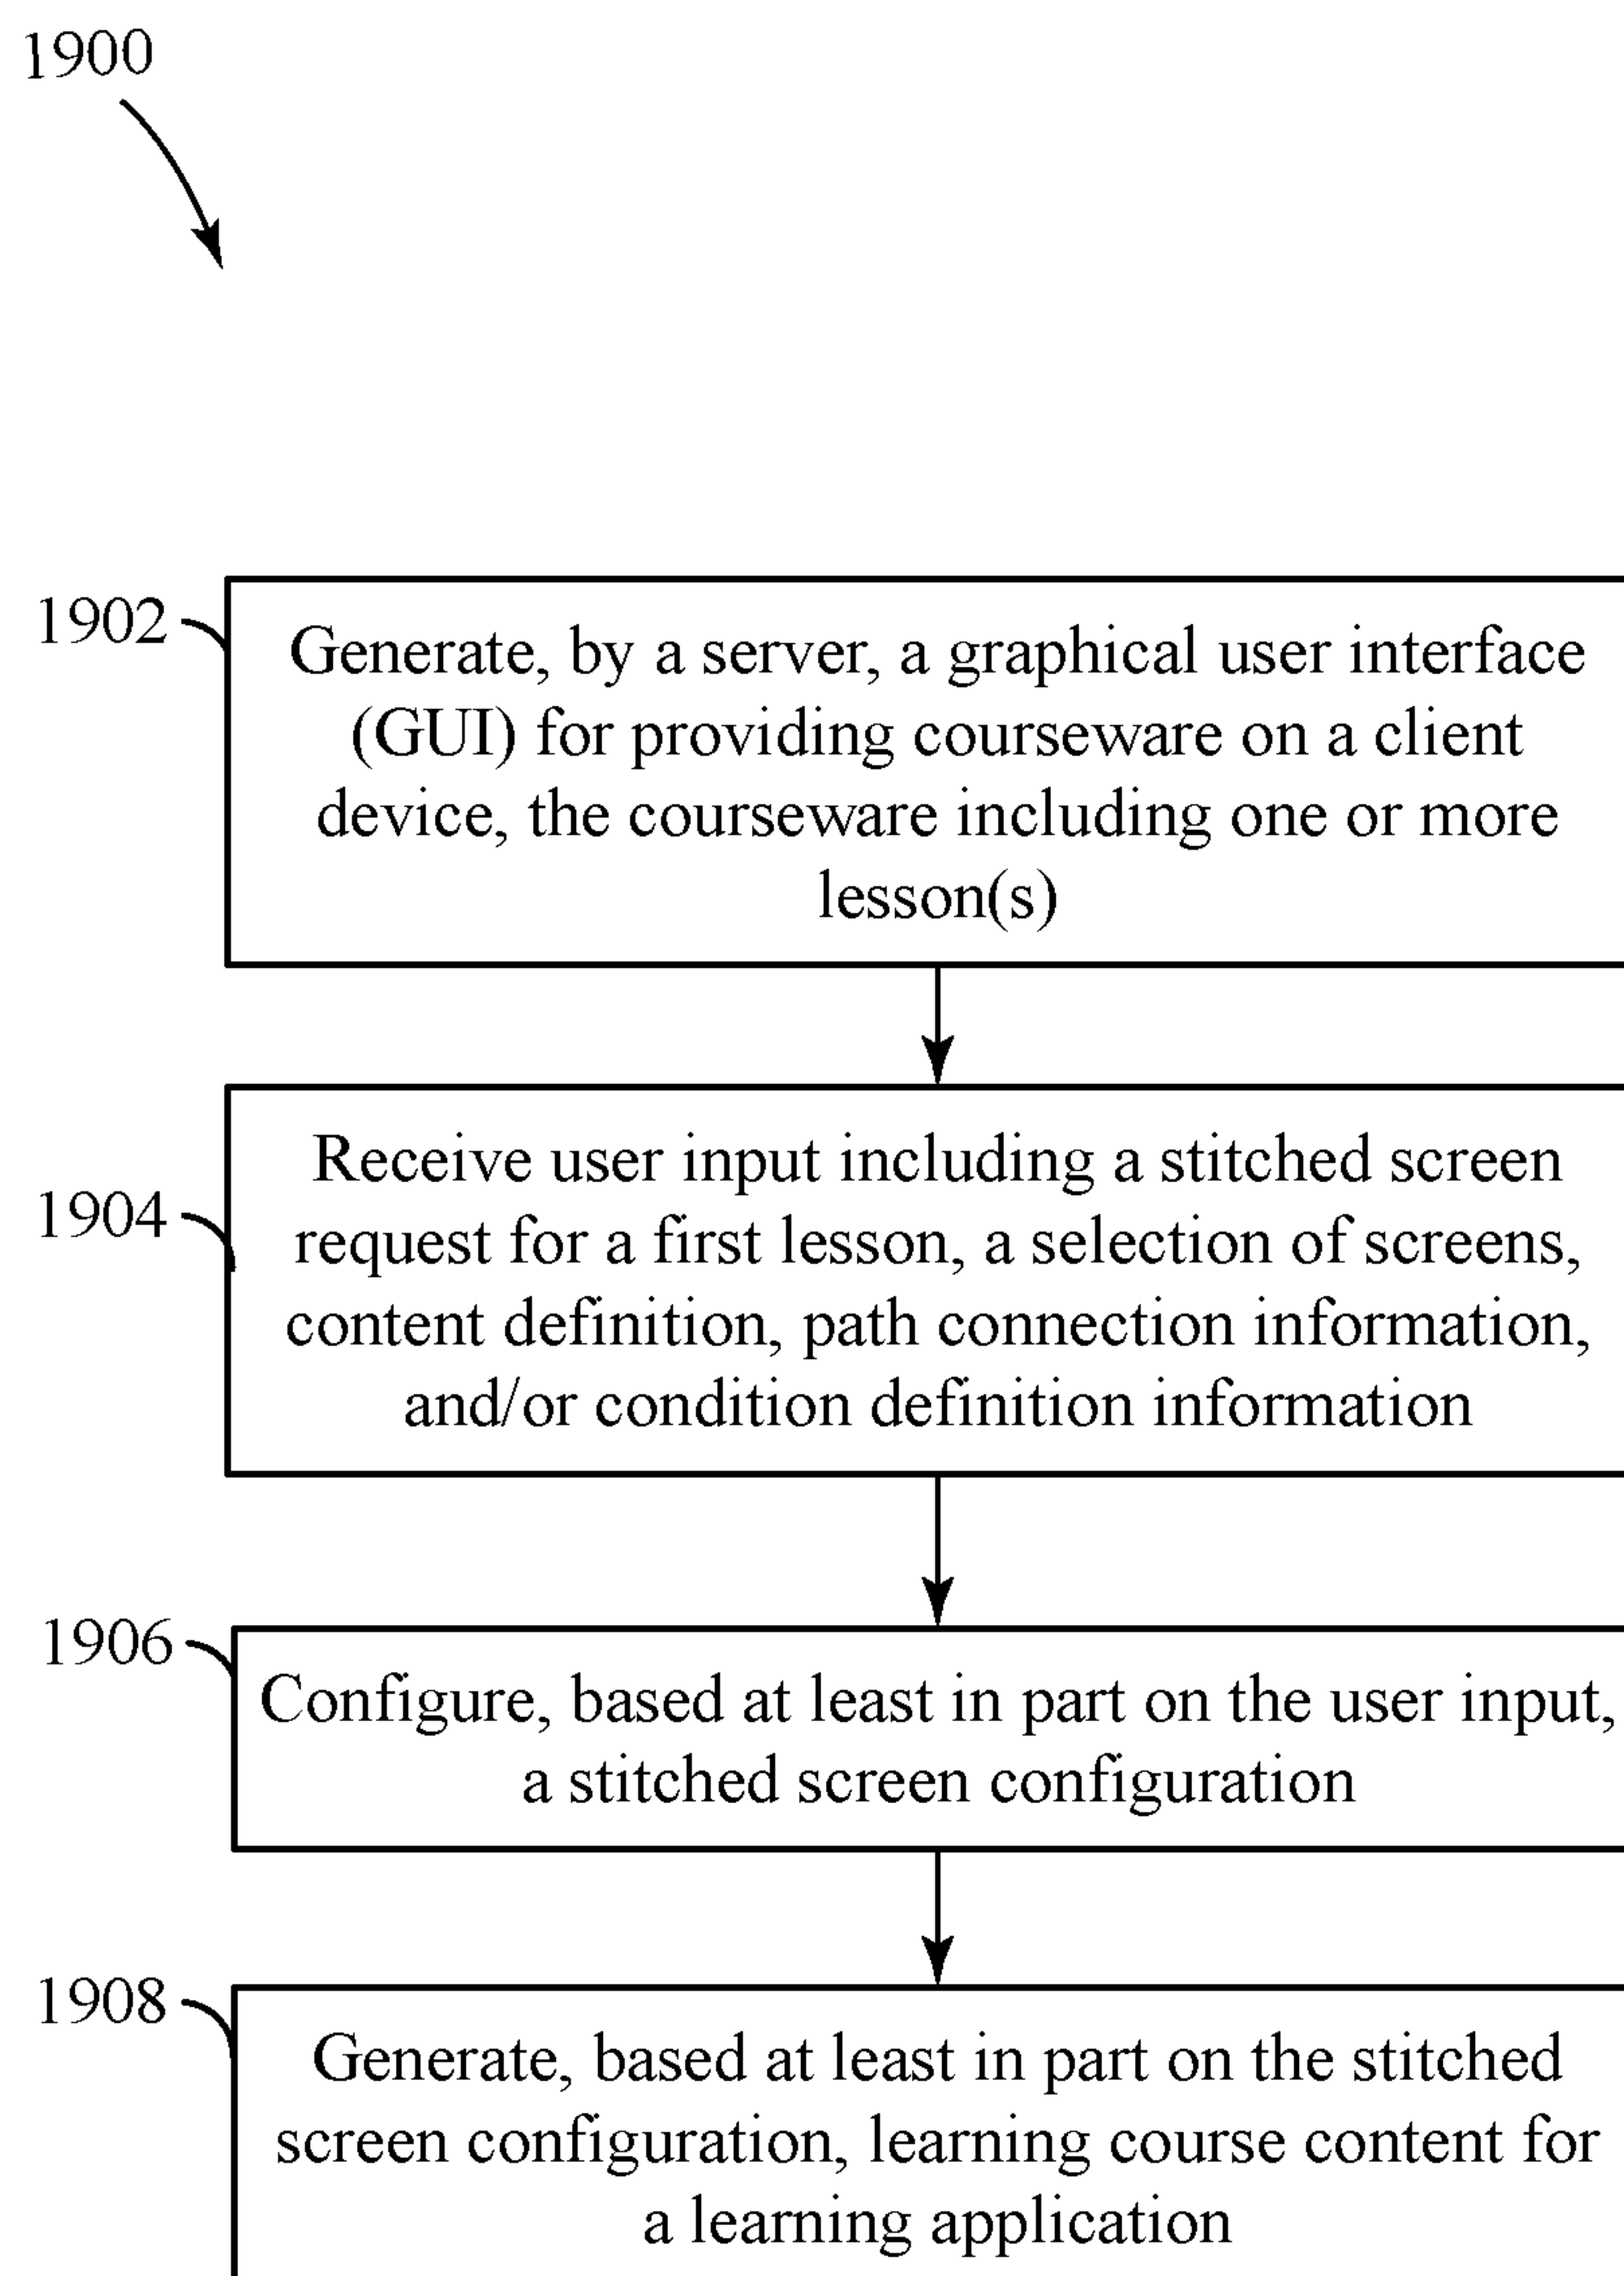 1900
1902
Generate, by a server, a graphical user interface
(GUI) for providing courseware on a client
device, the courseware including one or more
lesson(s)
1904
Receive user input including a stitched screen
request for a first lesson, a selection of screens,
content definition, path connection information,
and/or condition definition information
1906
Configure, based at least in part on the user input,
a stitched screen configuration
1908
Generate, based at least in part on the stitched
screen configuration, learning course content for
a learning application